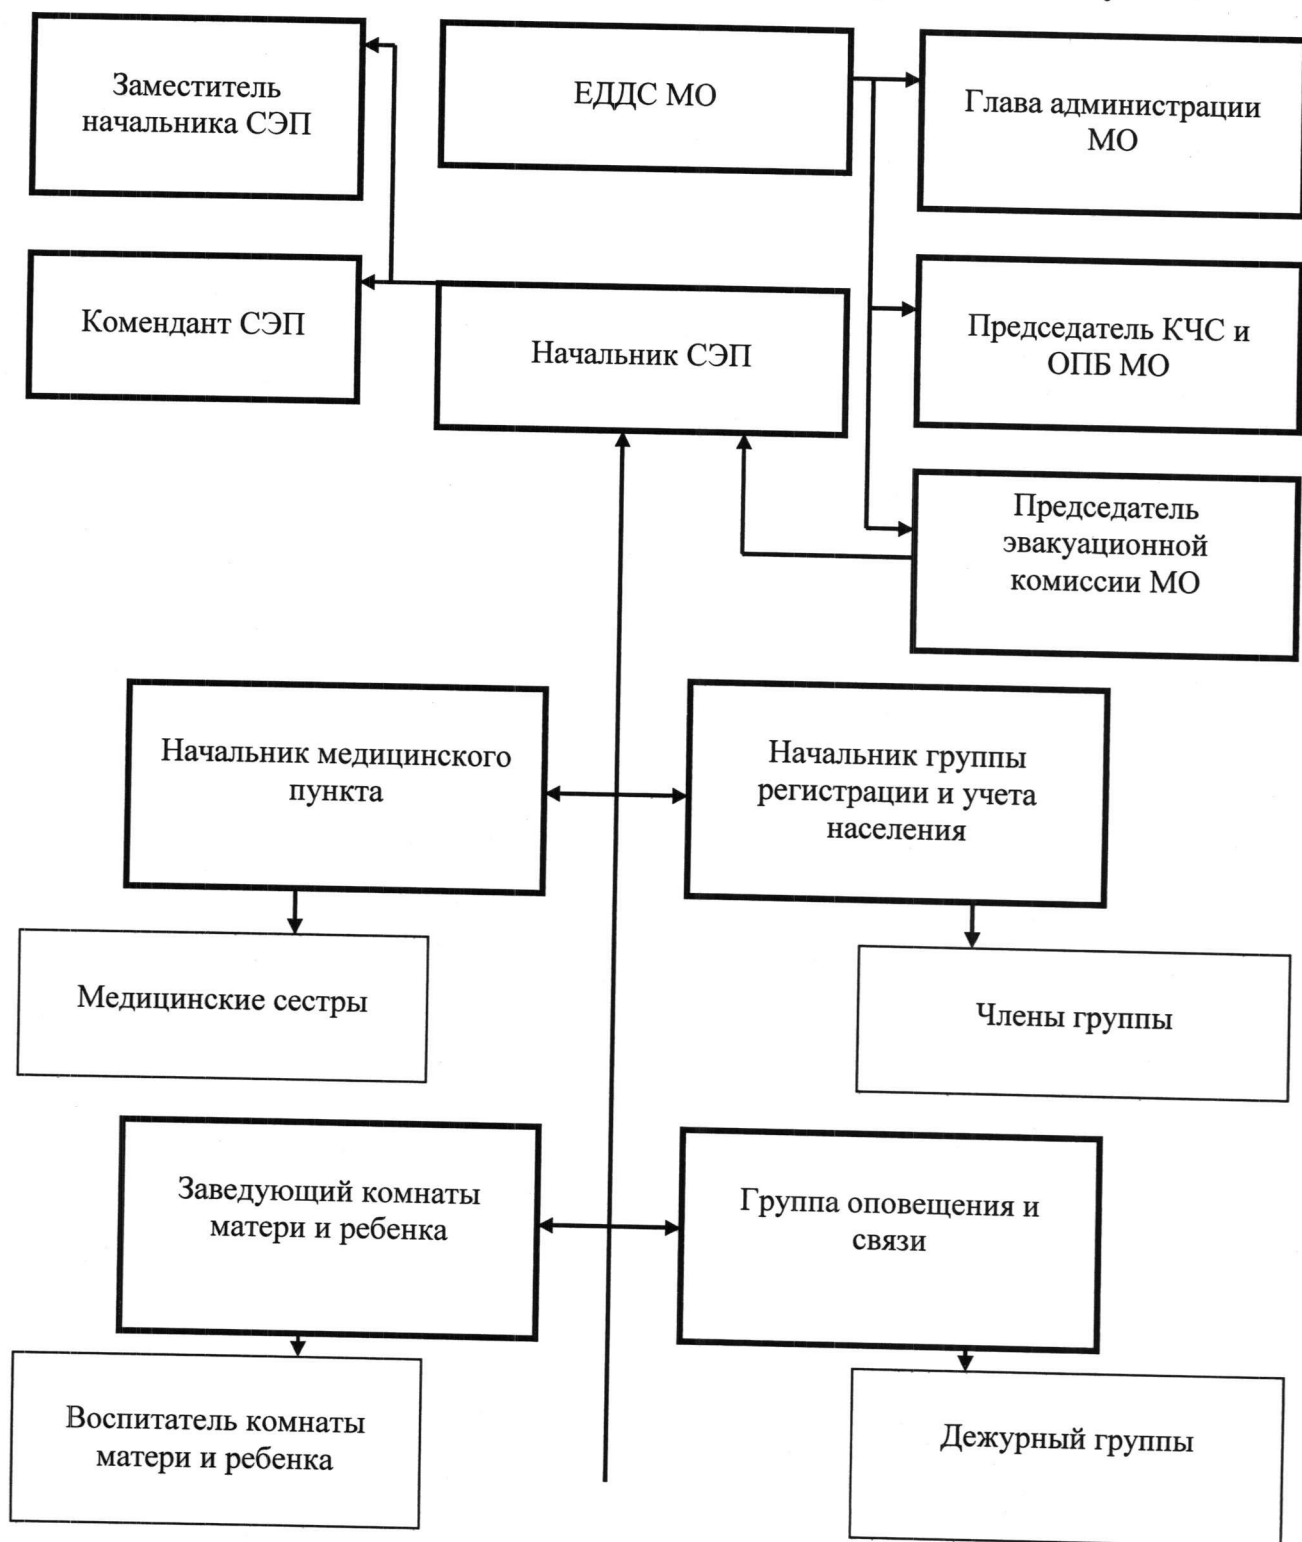 Заместитель
начальника СЭП
ЕДДС МО
Глава администрации
МО
Комендант СЭП
Начальник СЭП
Председатель КЧС и
ОПБ МО
Председатель
эвакуационной
комиссии МО
Начальник медицинского
пункта
Начальник группы
регистрации и учета
населения
Медицинские сестры
Члены группы
Заведующий комнаты
матери и ребенка
Группа оповещения и
связи
Воспитатель комнаты
матери и ребенка
Дежурный группы